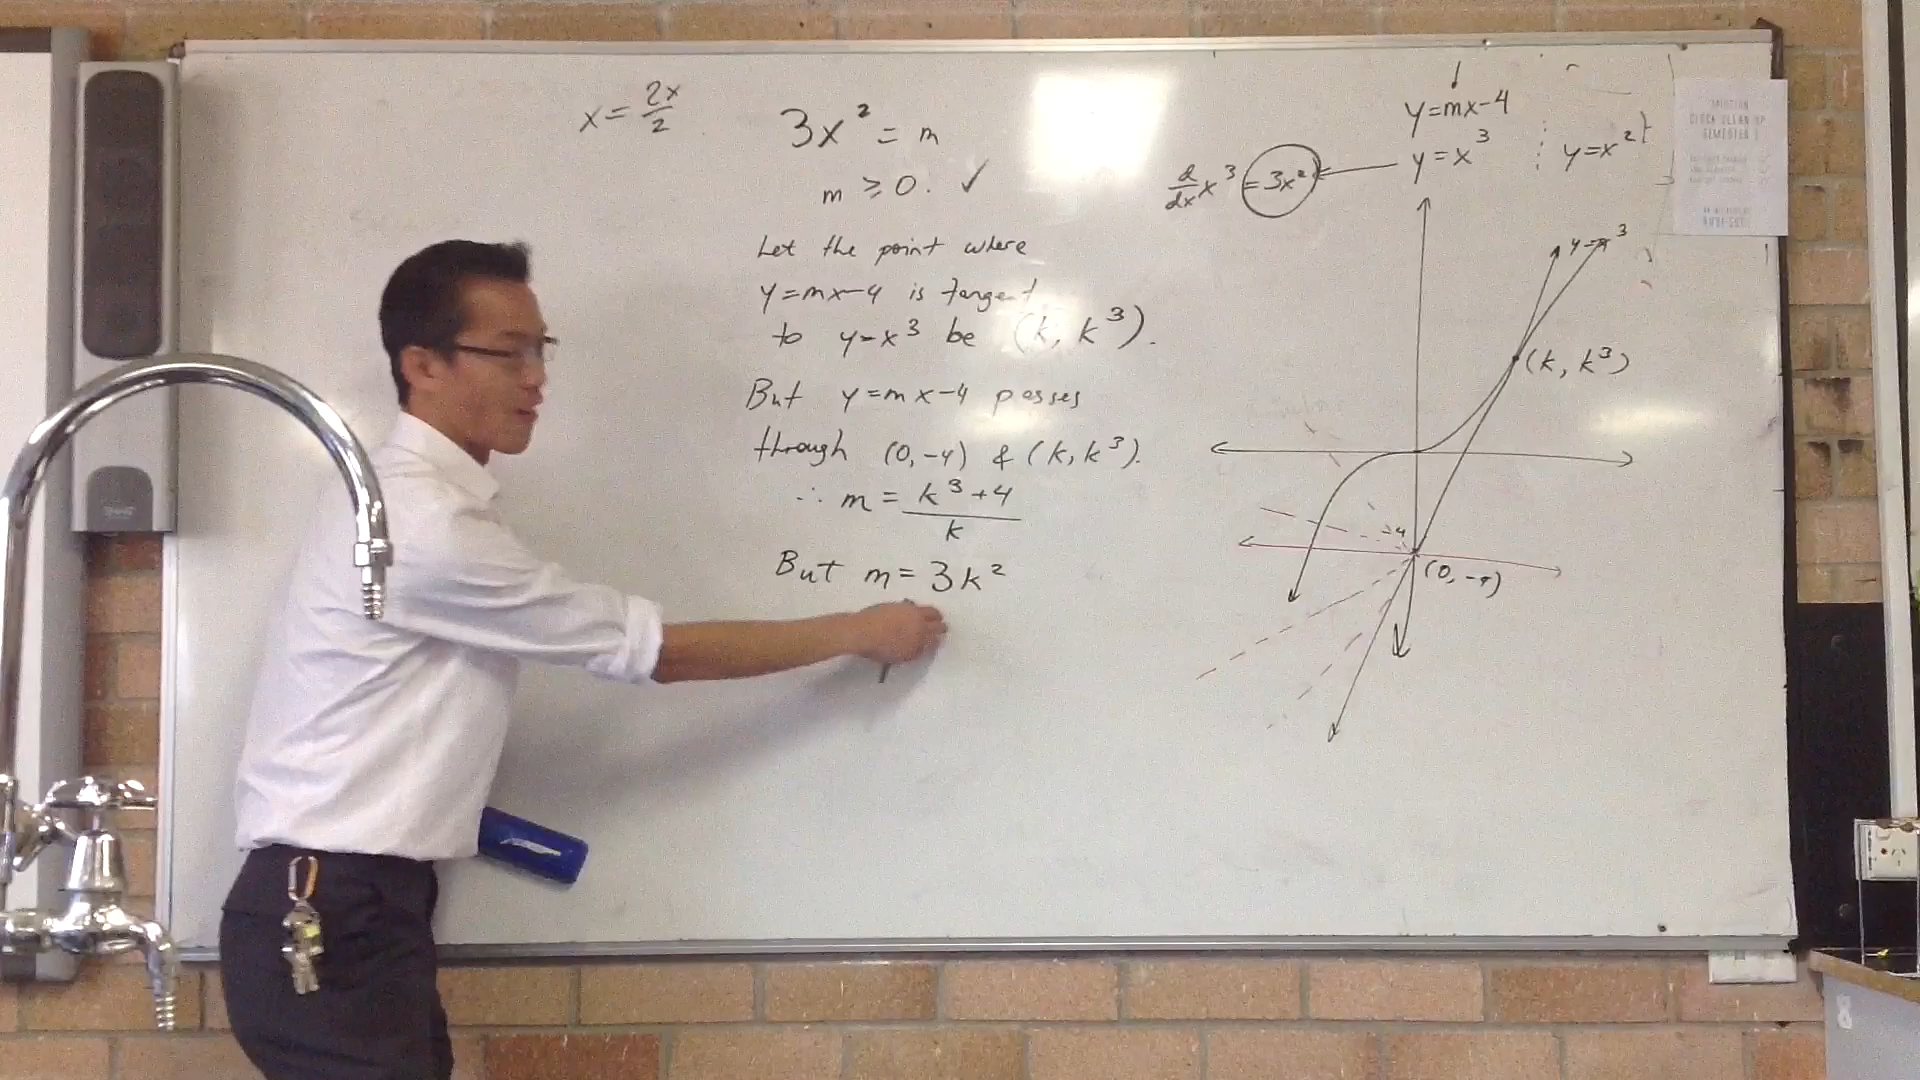 x = 2x/2
3x² = m
m ≥ 0. ✓
Let the point where
y=mx-4 is tangent
to y=x³ be (k, k³).
But y=mx-4 passes
through (0,-4) & (k,k³).
∴ m = k³+4/k
But m = 3k²
y=mx-4
y=x³
y=x²
d/dx x³ = 3x²
y=x³
(k, k³)
-4
(0,-4)
SEMESTER
8